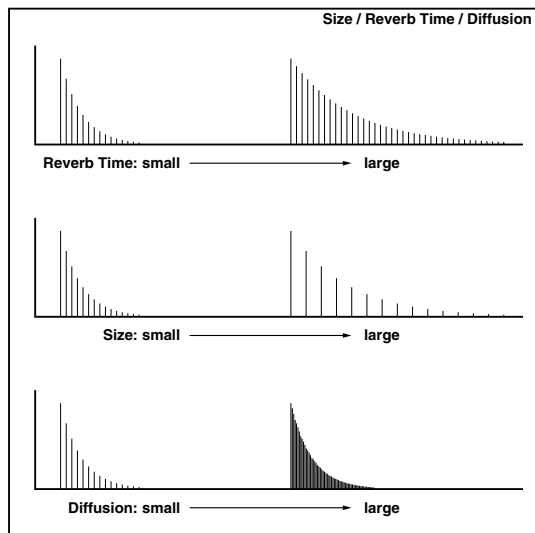 Size / Reverb Time / Diffusion
Reverb Time: small large
Size: small large
Diffusion: small large